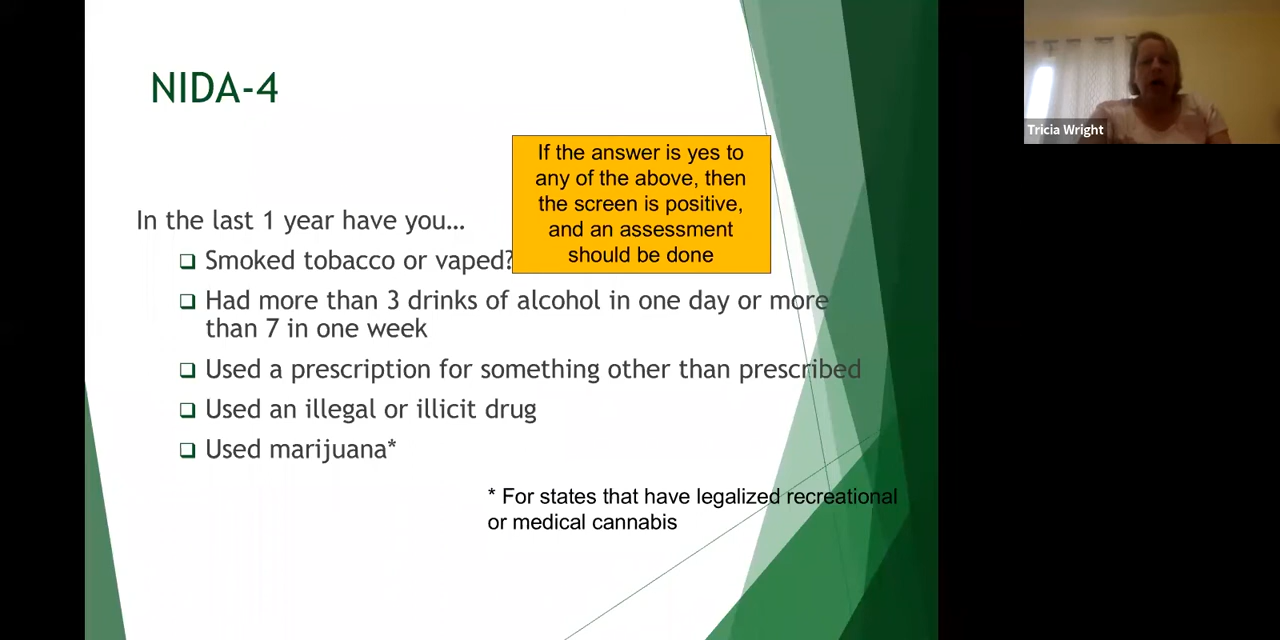 NIDA-4
If the answer is yes to
any of the above, then
the screen is positive,
and an assessment
should be done
In the last 1 year have you…
❑ Smoked tobacco or vaped?
❑ Had more than 3 drinks of alcohol in one day or more
than 7 in one week
❑ Used a prescription for something other than prescribed
❑ Used an illegal or illicit drug
❑ Used marijuana*
* For states that have legalized recreational
or medical cannabis
Tricia Wright